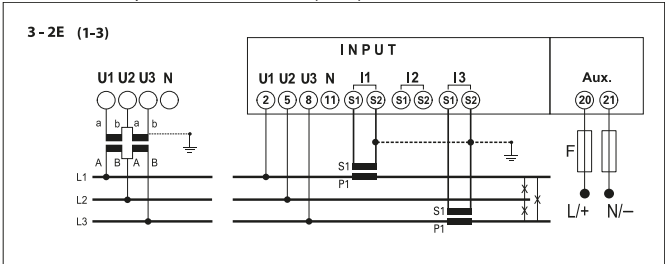 3 - 2E (1-3)
INPUT
U1 U2 U3 N
U1 U2 U3 N I1 I2 I3
Aux.
2 5 8 11 S1 S2 S1 S2 S1 S2
20 21
a b a b
A B A B
F
S1
P1
L1
L2
L3
S1
P1
L/+ N/–